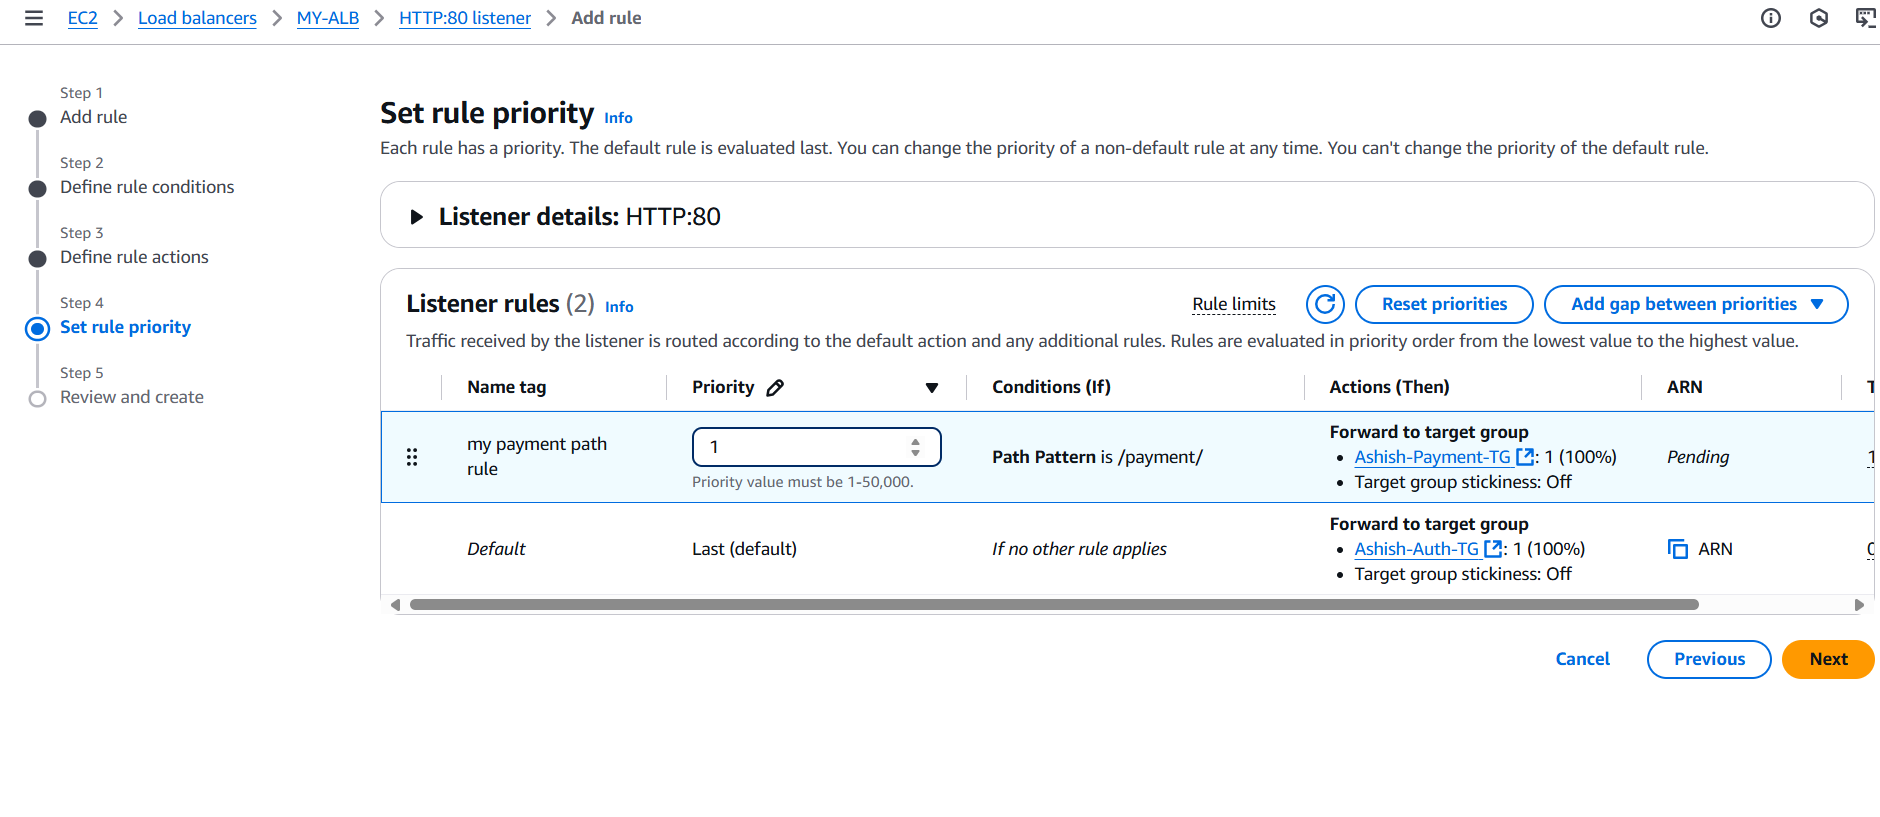 EC2 > Load balancers > MY-ALB > HTTP:80 listener > Add rule
Step 1
Add rule
Step 2
Define rule conditions
Step 3
Define rule actions
Step 4
Set rule priority
Step 5
Review and create
Set rule priority Info
Each rule has a priority. The default rule is evaluated last. You can change the priority of a non-default rule at any time. You can't change the priority of the default rule.
Listener details: HTTP:80
Listener rules (2) Info
Rule limits
Reset priorities
Add gap between priorities
Traffic received by the listener is routed according to the default action and any additional rules. Rules are evaluated in priority order from the lowest value to the highest value.
Name tag
Priority
Conditions (If)
Actions (Then)
ARN
my payment path
rule
1
Priority value must be 1-50,000.
Path Pattern is /payment/
Forward to target group
• Ashish-Payment-TG : 1 (100%)
• Target group stickiness: Off
Pending
Default
Last (default)
If no other rule applies
Forward to target group
• Ashish-Auth-TG : 1 (100%)
• Target group stickiness: Off
ARN
Cancel
Previous
Next